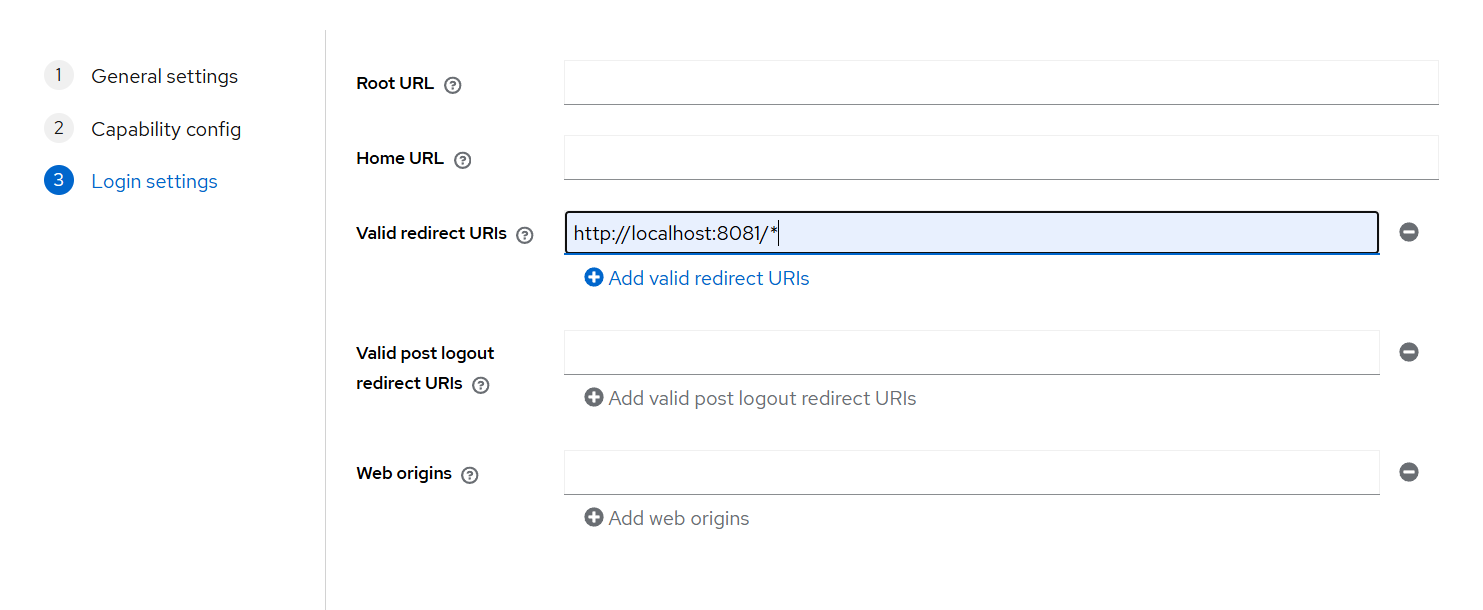 1 General settings
2 Capability config
3 Login settings
Root URL
Home URL
Valid redirect URIs
http://localhost:8081/*
Add valid redirect URIs
Valid post logout
redirect URIs
Add valid post logout redirect URIs
Web origins
Add web origins